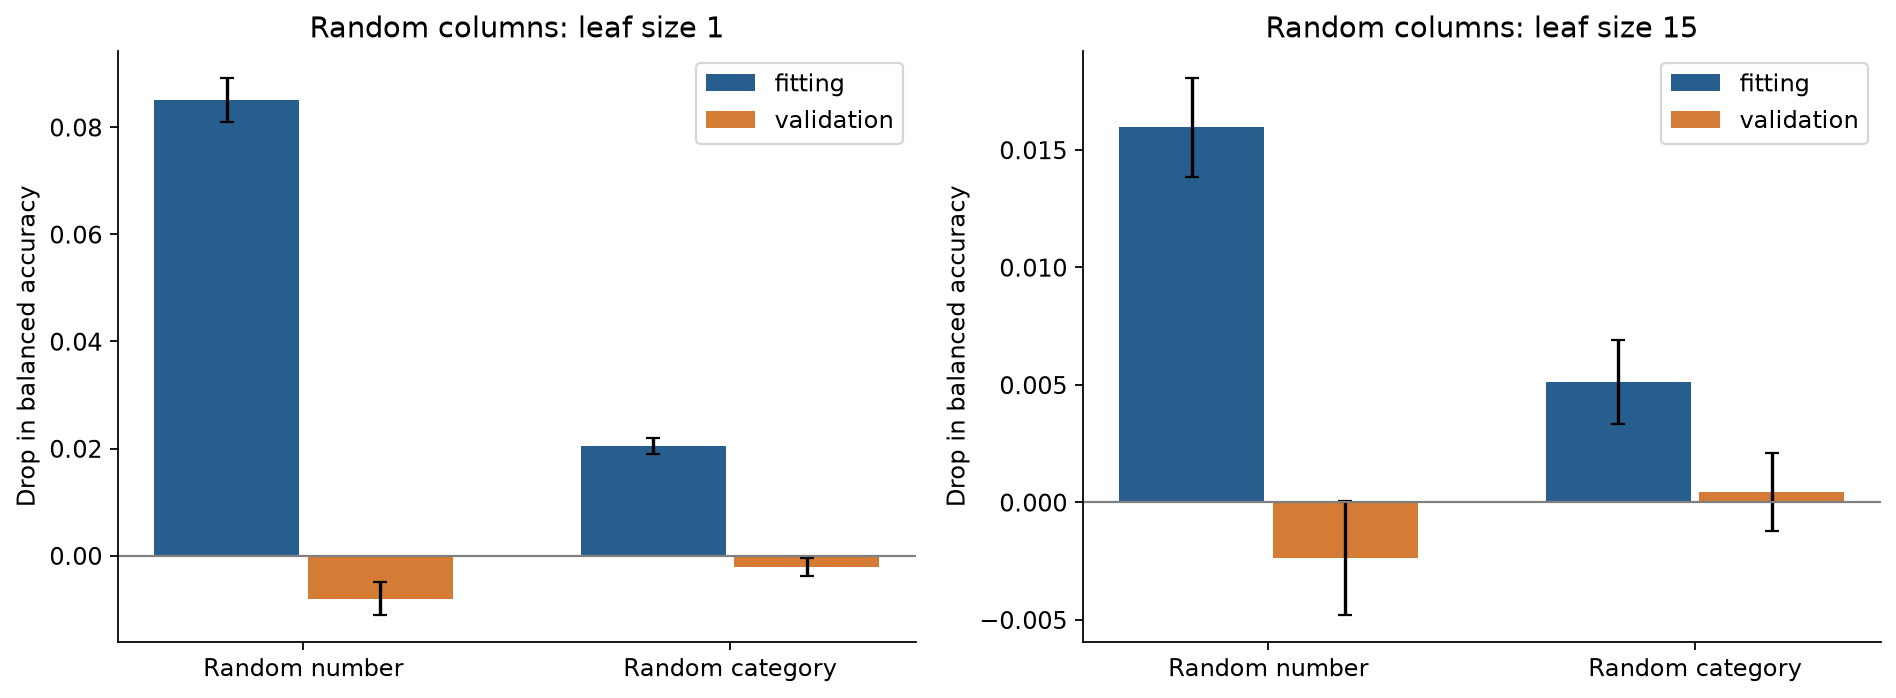 Random columns: leaf size 1
fitting
validation
Drop in balanced accuracy
0.08
0.06
0.04
0.02
0.00
Random number
Random category
Random columns: leaf size 15
fitting
validation
Drop in balanced accuracy
0.015
0.010
0.005
0.000
−0.005
Random number
Random category